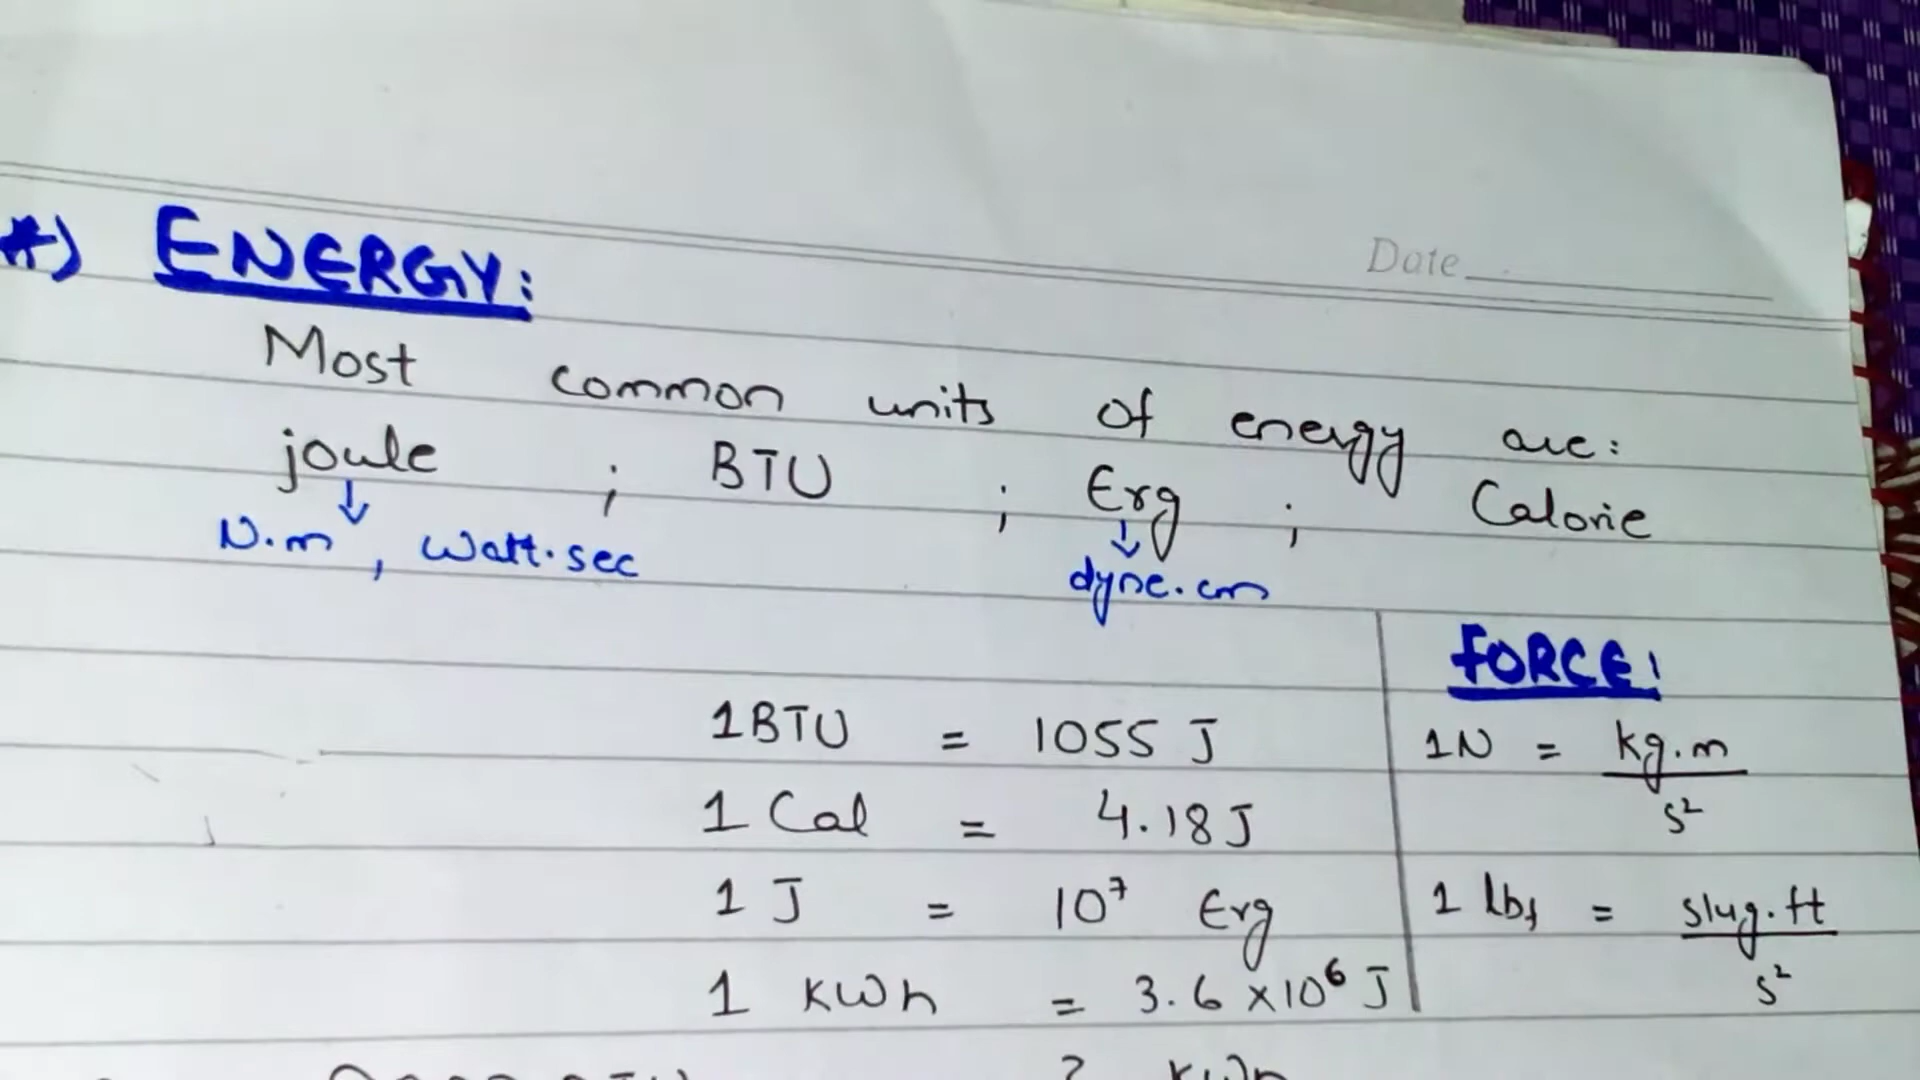 Date
*) ENERGY:
Most common units of energy are:
joule ; BTU ; Erg ; Calorie
↓ ↓
N.m , Watt.sec dyne.cm
1BTU = 1055 J
1 Cal = 4.18J
1 J = 10⁷ Erg
1 KWh = 3.6 x10⁶ J
FORCE:
1N = kg.m
s²
1 lbf = slug.ft
s²
? KWh